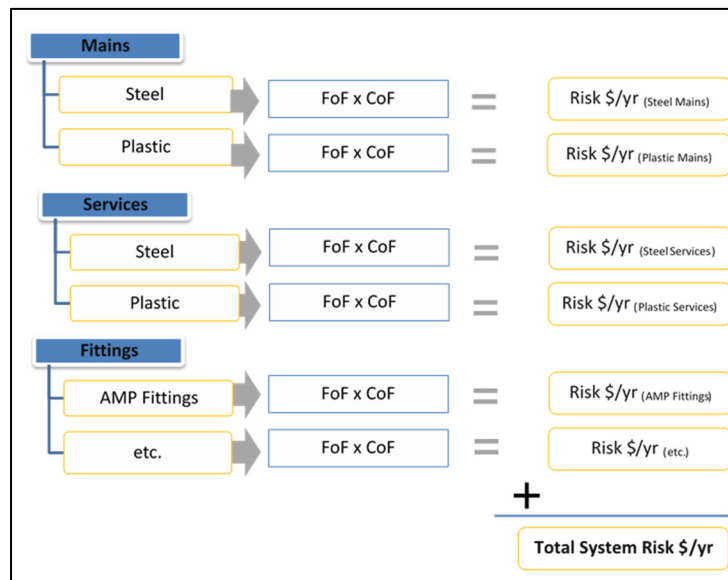 Mains
Steel FoF x CoF = Risk $/yr (Steel Mains)
Plastic FoF x CoF = Risk $/yr (Plastic Mains)
Services
Steel FoF x CoF = Risk $/yr (Steel Services)
Plastic FoF x CoF = Risk $/yr (Plastic Services)
Fittings
AMP Fittings FoF x CoF = Risk $/yr (AMP Fittings)
etc. FoF x CoF = Risk $/yr (etc.)
+
Total System Risk $/yr